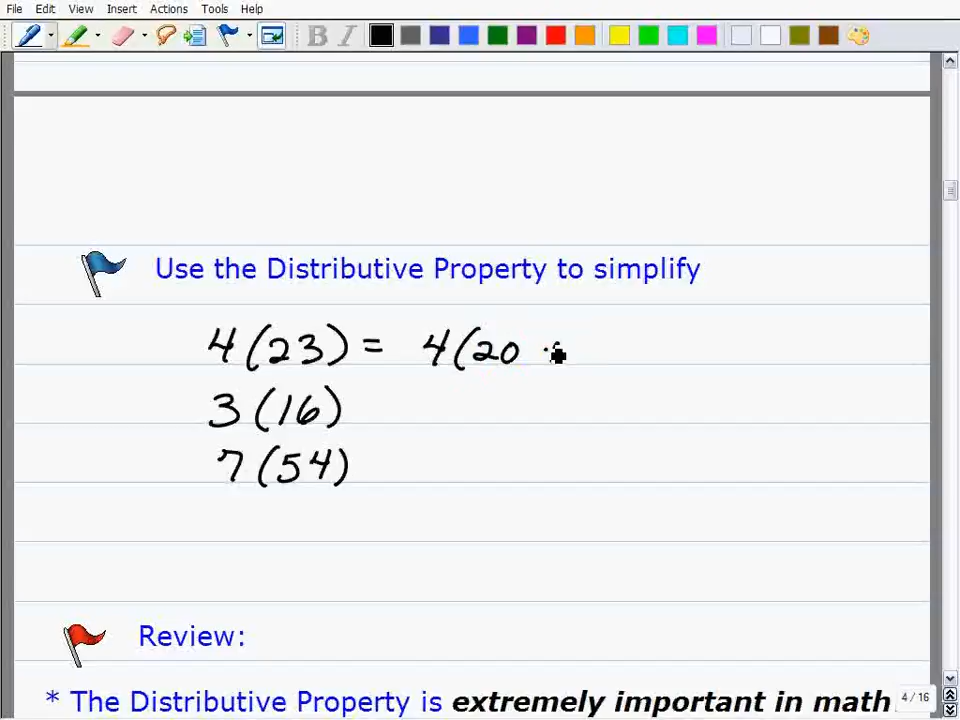 File Edit View Insert Actions Tools Help
B I
Use the Distributive Property to simplify
4(23) = 4(20
3(16)
7(54)
Review:
* The Distributive Property is extremely important in math
4 / 16